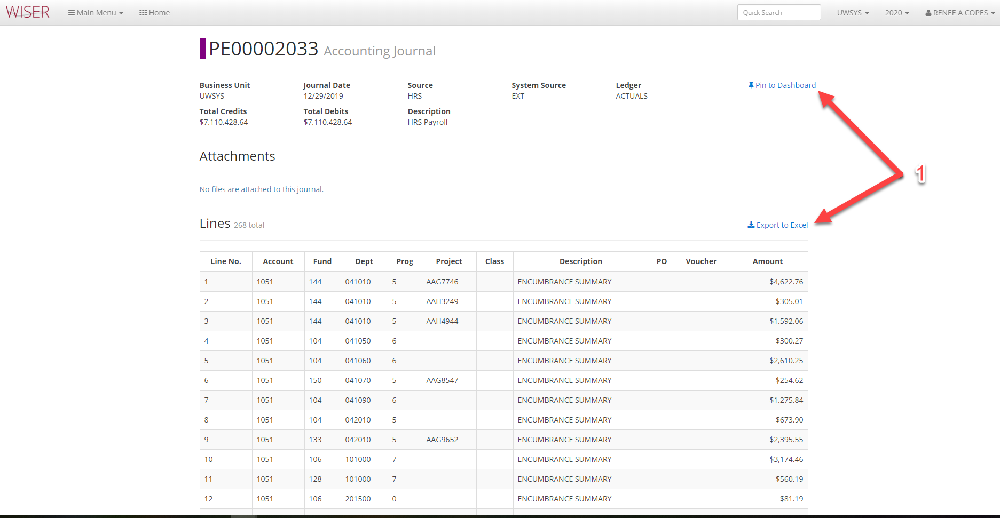 WISER Main Menu Home Quick Search UWSYS 2020 RENEE A COPES
PE00002033 Accounting Journal
Business Unit Journal Date Source System Source Ledger Pin to Dashboard
UWSYS 12/29/2019 HRS EXT ACTUALS
Total Credits Total Debits Description
$7,110,428.64 $7,110,428.64 HRS Payroll
1
Attachments
No files are attached to this journal.
Lines 268 total Export to Excel
Line No. Account Fund Dept Prog Project Class Description PO Voucher Amount
1 1051 144 041010 5 AAG7746 ENCUMBRANCE SUMMARY $4,622.76
2 1051 144 041010 5 AAH3249 ENCUMBRANCE SUMMARY $305.01
3 1051 144 041010 5 AAH4944 ENCUMBRANCE SUMMARY $1,592.06
4 1051 104 041050 6 ENCUMBRANCE SUMMARY $300.27
5 1051 104 041060 6 ENCUMBRANCE SUMMARY $2,610.25
6 1051 150 041070 5 AAG8547 ENCUMBRANCE SUMMARY $254.62
7 1051 104 041090 6 ENCUMBRANCE SUMMARY $1,275.84
8 1051 104 042010 5 ENCUMBRANCE SUMMARY $673.90
9 1051 133 042010 5 AAG9652 ENCUMBRANCE SUMMARY $2,395.55
10 1051 106 101000 7 ENCUMBRANCE SUMMARY $3,174.46
11 1051 128 101000 7 ENCUMBRANCE SUMMARY $560.19
12 1051 106 201500 0 ENCUMBRANCE SUMMARY $81.19